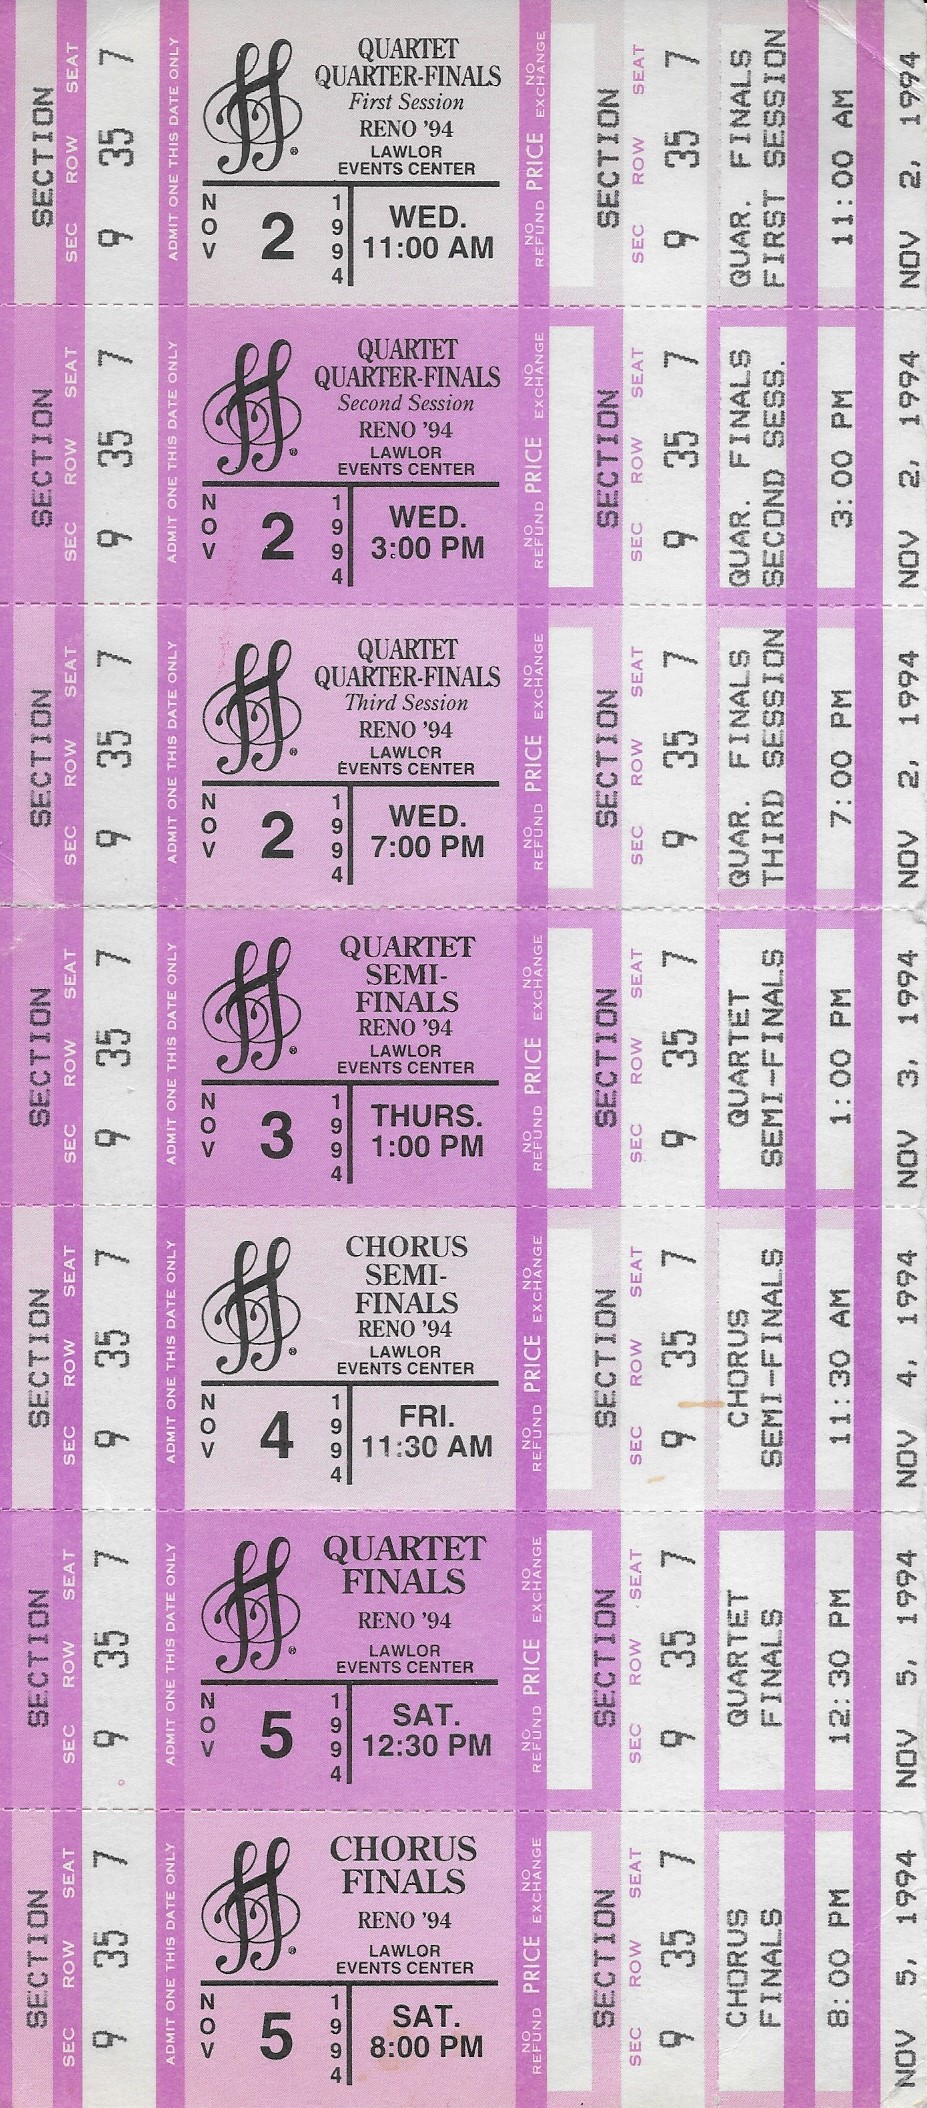 SECTION
SEC ROW SEAT
9 35 7
ADMIT ONE THIS DATE ONLY
QUARTET
QUARTER-FINALS
First Session
RENO '94
LAWLOR
EVENTS CENTER
NOV 2 1994
WED.
11:00 AM
NO REFUND PRICE NO EXCHANGE
SECTION
SEC ROW SEAT
9 35 7
QUAR. FINALS
FIRST SESSION
11:00 AM
NOV 2, 1994
SECTION
SEC ROW SEAT
9 35 7
ADMIT ONE THIS DATE ONLY
QUARTET
QUARTER-FINALS
Second Session
RENO '94
LAWLOR
EVENTS CENTER
NOV 2 1994
WED.
3:00 PM
NO REFUND PRICE NO EXCHANGE
SECTION
SEC ROW SEAT
9 35 7
QUAR. FINALS
SECOND SESS.
3:00 PM
NOV 2, 1994
SECTION
SEC ROW SEAT
9 35 7
ADMIT ONE THIS DATE ONLY
QUARTET
QUARTER-FINALS
Third Session
RENO '94
LAWLOR
EVENTS CENTER
NOV 2 1994
WED.
7:00 PM
NO REFUND PRICE NO EXCHANGE
SECTION
SEC ROW SEAT
9 35 7
QUAR. FINALS
THIRD SESSION
7:00 PM
NOV 2, 1994
SECTION
SEC ROW SEAT
9 35 7
ADMIT ONE THIS DATE ONLY
QUARTET
SEMI-
FINALS
RENO '94
LAWLOR
EVENTS CENTER
NOV 3 1994
THURS.
1:00 PM
NO REFUND PRICE NO EXCHANGE
SECTION
SEC ROW SEAT
9 35 7
QUARTET
SEMI-FINALS
1:00 PM
NOV 3, 1994
SECTION
SEC ROW SEAT
9 35 7
ADMIT ONE THIS DATE ONLY
CHORUS
SEMI-
FINALS
RENO '94
LAWLOR
EVENTS CENTER
NOV 4 1994
FRI.
11:30 AM
NO REFUND PRICE NO EXCHANGE
SECTION
SEC ROW SEAT
9 35 7
CHORUS
SEMI-FINALS
11:30 AM
NOV 4, 1994
SECTION
SEC ROW SEAT
9 35 7
ADMIT ONE THIS DATE ONLY
QUARTET
FINALS
RENO '94
LAWLOR
EVENTS CENTER
NOV 5 1994
SAT.
12:30 PM
NO REFUND PRICE NO EXCHANGE
SECTION
SEC ROW SEAT
9 35 7
QUARTET
FINALS
12:30 PM
NOV 5, 1994
SECTION
SEC ROW SEAT
9 35 7
ADMIT ONE THIS DATE ONLY
CHORUS
FINALS
RENO '94
LAWLOR
EVENTS CENTER
NOV 5 1994
SAT.
8:00 PM
NO REFUND PRICE NO EXCHANGE
SECTION
SEC ROW SEAT
9 35 7
CHORUS
FINALS
8:00 PM
NOV 5, 1994